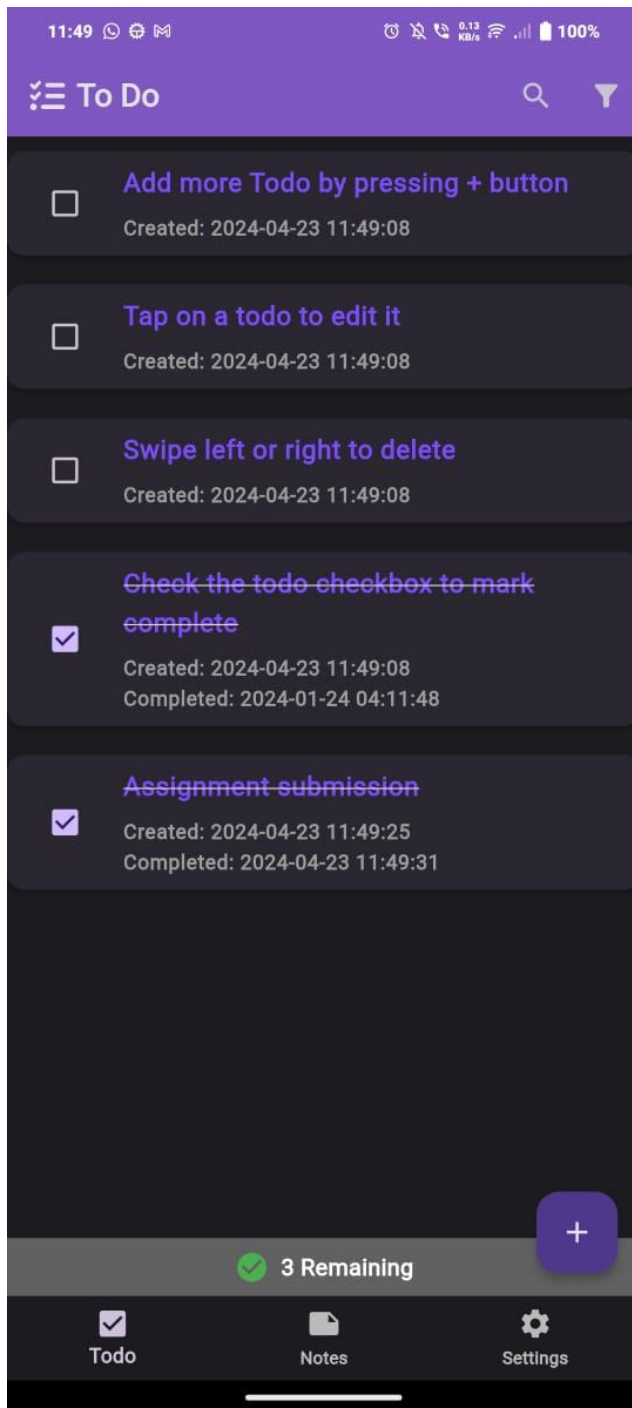 11:49 0.13 KB/s 100%
To Do
Add more Todo by pressing + button
Created: 2024-04-23 11:49:08
Tap on a todo to edit it
Created: 2024-04-23 11:49:08
Swipe left or right to delete
Created: 2024-04-23 11:49:08
Check the todo checkbox to mark
complete
Created: 2024-04-23 11:49:08
Completed: 2024-01-24 04:11:48
Assignment submission
Created: 2024-04-23 11:49:25
Completed: 2024-04-23 11:49:31
+
3 Remaining
Todo Notes Settings